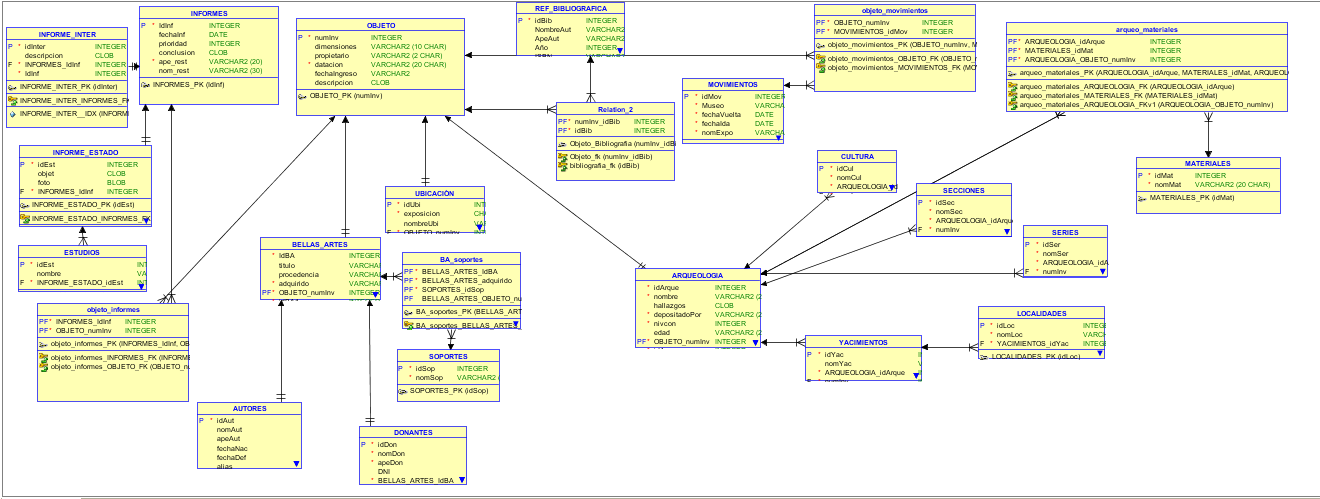 INFORME_INTER
P * idInter INTEGER
descripcion CLOB
F * INFORMES_IdInf INTEGER
* IdInf INTEGER
INFORME_INTER_PK (idInter)
INFORME_INTER_INFORMES_F
INFORME_INTER__IDX (INFORM
INFORMES
P * IdInf INTEGER
fechaInf DATE
prioridad INTEGER
conclusion CLOB
* ape_rest VARCHAR2 (20)
* nom_rest VARCHAR2 (30)
INFORMES_PK (IdInf)
OBJETO
P * numInv INTEGER
dimensiones VARCHAR2 (10 CHAR)
propietario VARCHAR2 (2 CHAR)
* datacion VARCHAR2 (20 CHAR)
fechaIngreso VARCHAR2
descripcion CLOB
OBJETO_PK (numInv)
REF_BIBLIOGRAFICA
P * idBib INTEGER
NombreAut VARCHAR2
ApeAut VARCHAR2
Año INTEGER
objeto_movimientos
PF* OBJETO_numInv INTEGER
PF* MOVIMIENTOS_idMov INTEGER
objeto_movimientos_PK (OBJETO_numInv, M
objeto_movimientos_OBJETO_FK (OBJETO_
objeto_movimientos_MOVIMIENTOS_FK (MO
arqueo_materiales
PF* ARQUEOLOGIA_idArque INTEGER
PF* MATERIALES_idMat INTEGER
PF* ARQUEOLOGIA_OBJETO_numInv INTEGER
arqueo_materiales_PK (ARQUEOLOGIA_idArque, MATERIALES_idMat, ARQUEOL
arqueo_materiales_ARQUEOLOGIA_FK (ARQUEOLOGIA_idArque)
arqueo_materiales_MATERIALES_FK (MATERIALES_idMat)
arqueo_materiales_ARQUEOLOGIA_FKv1 (ARQUEOLOGIA_OBJETO_numInv)
MOVIMIENTOS
P * idMov INTEGER
* Museo VARCHA
* fechaVuelta DATE
* fechaIda DATE
* nomExpo VARCHA
Relation_2
PF* numInv_idBib INTEGER
PF* idBib INTEGER
Objeto_Bibliografia (numInv_idBi
Objeto_fk (numInv_idBib)
bibliografia_fk (idBib)
INFORME_ESTADO
P * idEst INTEGER
objet CLOB
foto BLOB
F * INFORMES_IdInf INTEGER
INFORME_ESTADO_PK (idEst)
INFORME_ESTADO_INFORMES_FK
CULTURA
P * idCul
* nomCul
* ARQUEOLOGIA_id
MATERIALES
P * idMat INTEGER
* nomMat VARCHAR2 (20 CHAR)
MATERIALES_PK (idMat)
SECCIONES
P * idSec
* nomSec
* ARQUEOLOGIA_idArqu
F * numInv
UBICACIÓN
P * idUbi INT
* exposicion CH
nombreUbi VA
F * OBJETO_numInv INT
SERIES
P * idSer
* nomSer
* ARQUEOLOGIA_idA
F * numInv
ESTUDIOS
P * idEst INT
nombre VA
F * INFORME_ESTADO_idEst
BELLAS_ARTES
P * IdBA INTEGER
* titulo VARCHA
* procedencia VARCHA
* adquirido VARCHA
PF* OBJETO_numInv INTEGE
BA_soportes
PF* BELLAS_ARTES_IdBA
PF* BELLAS_ARTES_adquirido
PF* SOPORTES_idSop
PF BELLAS_ARTES_OBJETO_nu
BA_soportes_PK (BELLAS_ART
BA_soportes_BELLAS_ARTES
ARQUEOLOGIA
P * idArque INTEGER
* nombre VARCHAR2 (2
hallazgos CLOB
* depositadoPor VARCHAR2 (2
* nivcon INTEGER
edad VARCHAR2 (2
PF* OBJETO_numInv INTEGER
objeto_informes
PF* INFORMES_IdInf INTEGER
PF* OBJETO_numInv INTEGER
objeto_informes_PK (INFORMES_IdInf, OB
objeto_informes_INFORMES_FK (INFORM
objeto_informes_OBJETO_FK (OBJETO_n
LOCALIDADES
P * idLoc INTEG
* nomLoc VARC
F * YACIMIENTOS_idYac INTEG
LOCALIDADES_PK (idLoc)
YACIMIENTOS
P * idYac
nomYac
* ARQUEOLOGIA_idArque
SOPORTES
P * idSop INTEGER
* nomSop VARCHAR2 (
SOPORTES_PK (idSop)
AUTORES
P * idAut
* nomAut
apeAut
fechaNac
fechaDef
alias
DONANTES
P * idDon
* nomDon
* apeDon
DNI
* BELLAS_ARTES_IdBA